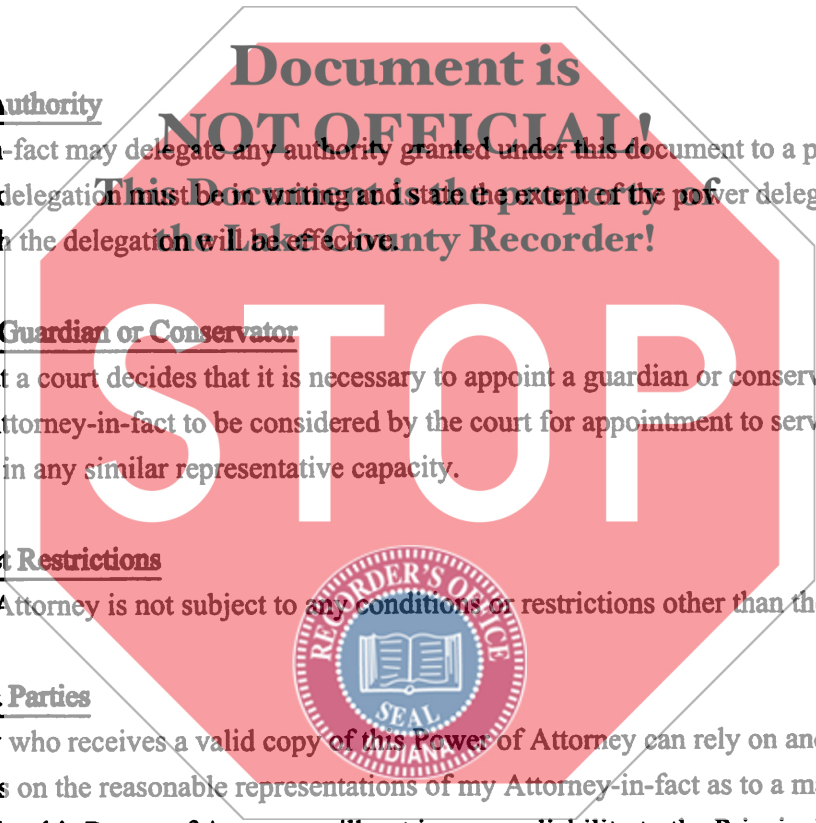 Document is
NOT OFFICIAL!
This Document is the property of
the Lake County Recorder!
uthority
-fact may delegate any authority granted under this document to a p
delegation must be in writing and state the extent of the power deleg
h the delegation will be effective.
Guardian or Conservator
t a court decides that it is necessary to appoint a guardian or conserv
ttorney-in-fact to be considered by the court for appointment to serv
in any similar representative capacity.
STOP
t Restrictions
Attorney is not subject to any conditions or restrictions other than th
RECORDER'S OFFICE
SEAL
INDIANA
Parties
who receives a valid copy of this Power of Attorney can rely on an
s on the reasonable representations of my Attorney-in-fact as to a m